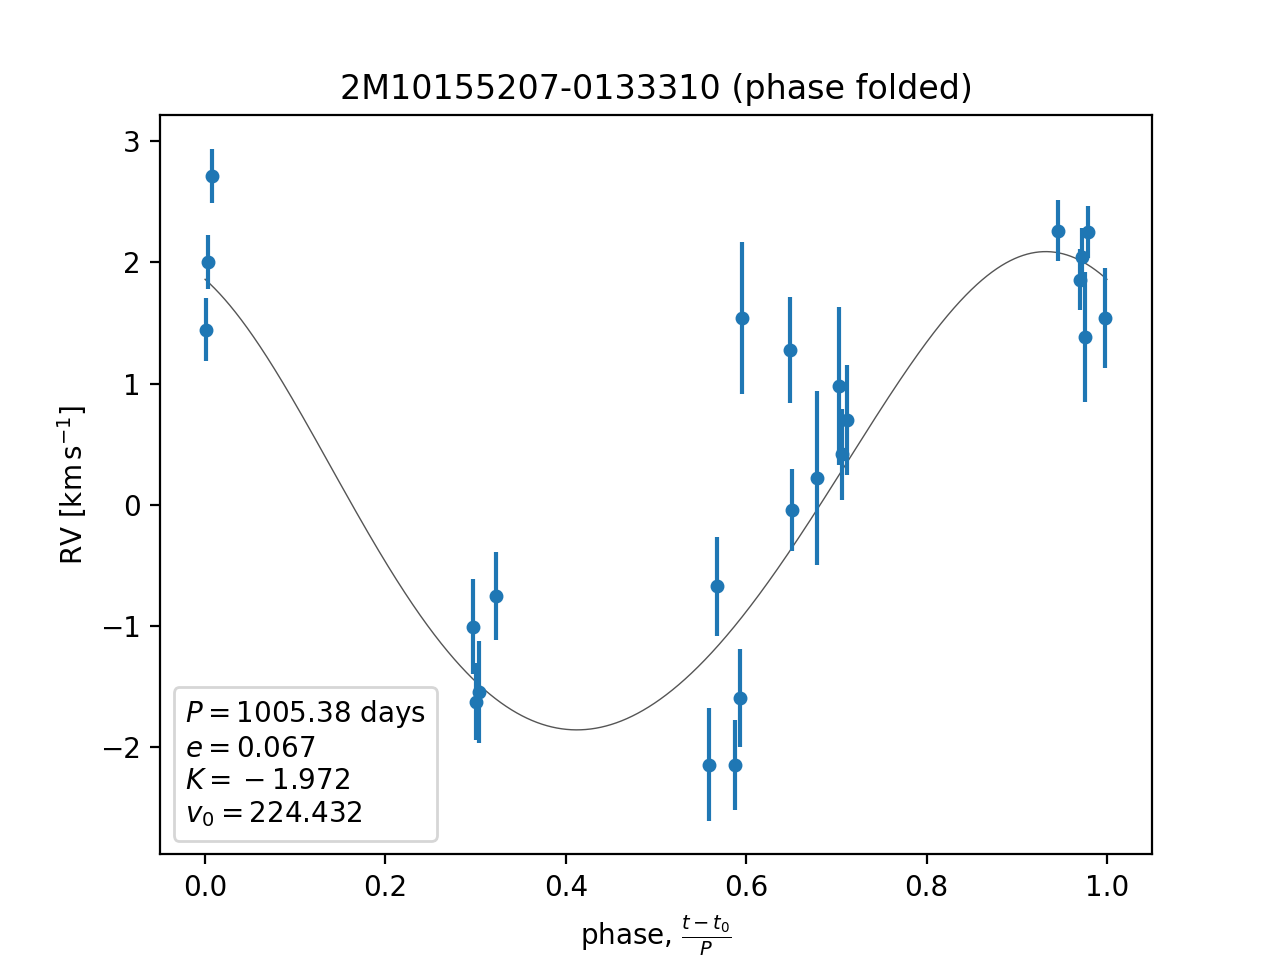 2M10155207-0133310 (phase folded)
3
2
1
0
−1
−2
RV [km s⁻¹]
P = 1005.38 days
e = 0.067
K = −1.972
v₀ = 224.432
0.0 0.2 0.4 0.6 0.8 1.0
phase, (t − t₀)/P